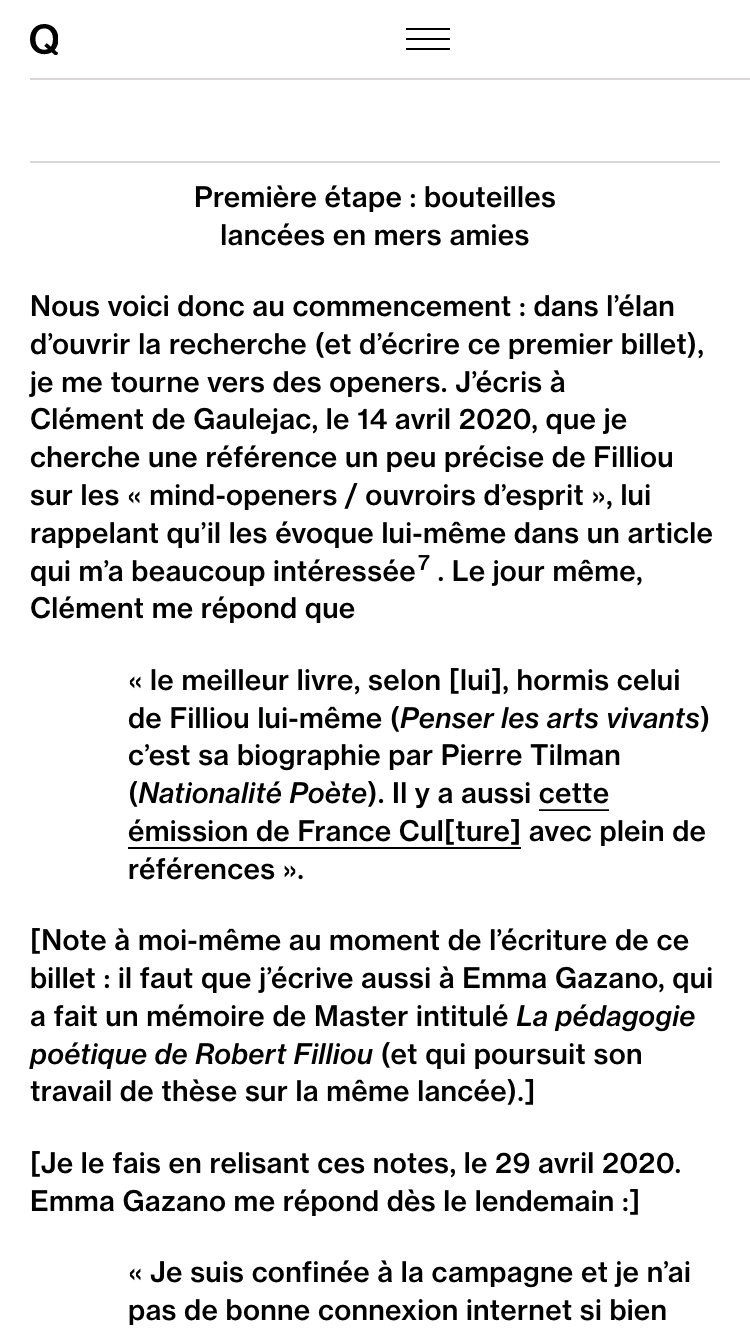 Q
Première étape : bouteilles
lancées en mers amies
Nous voici donc au commencement : dans l’élan
d’ouvrir la recherche (et d’écrire ce premier billet),
je me tourne vers des openers. J’écris à
Clément de Gaulejac, le 14 avril 2020, que je
cherche une référence un peu précise de Filliou
sur les « mind-openers / ouvroirs d’esprit », lui
rappelant qu’il les évoque lui-même dans un article
qui m’a beaucoup intéressée7 . Le jour même,
Clément me répond que
« le meilleur livre, selon [lui], hormis celui
de Filliou lui-même (Penser les arts vivants)
c’est sa biographie par Pierre Tilman
(Nationalité Poète). Il y a aussi cette
émission de France Cul[ture] avec plein de
références ».
[Note à moi-même au moment de l’écriture de ce
billet : il faut que j’écrive aussi à Emma Gazano, qui
a fait un mémoire de Master intitulé La pédagogie
poétique de Robert Filliou (et qui poursuit son
travail de thèse sur la même lancée).]
[Je le fais en relisant ces notes, le 29 avril 2020.
Emma Gazano me répond dès le lendemain :]
« Je suis confinée à la campagne et je n’ai
pas de bonne connexion internet si bien